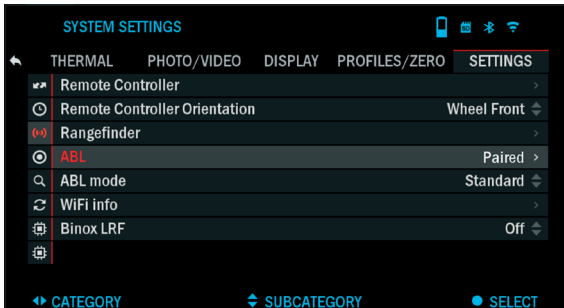 SYSTEM SETTINGS
THERMAL PHOTO/VIDEO DISPLAY PROFILES/ZERO SETTINGS
Remote Controller
Remote Controller Orientation Wheel Front
Rangefinder
ABL Paired
ABL mode Standard
WiFi info
Binox LRF Off
CATEGORY SUBCATEGORY SELECT